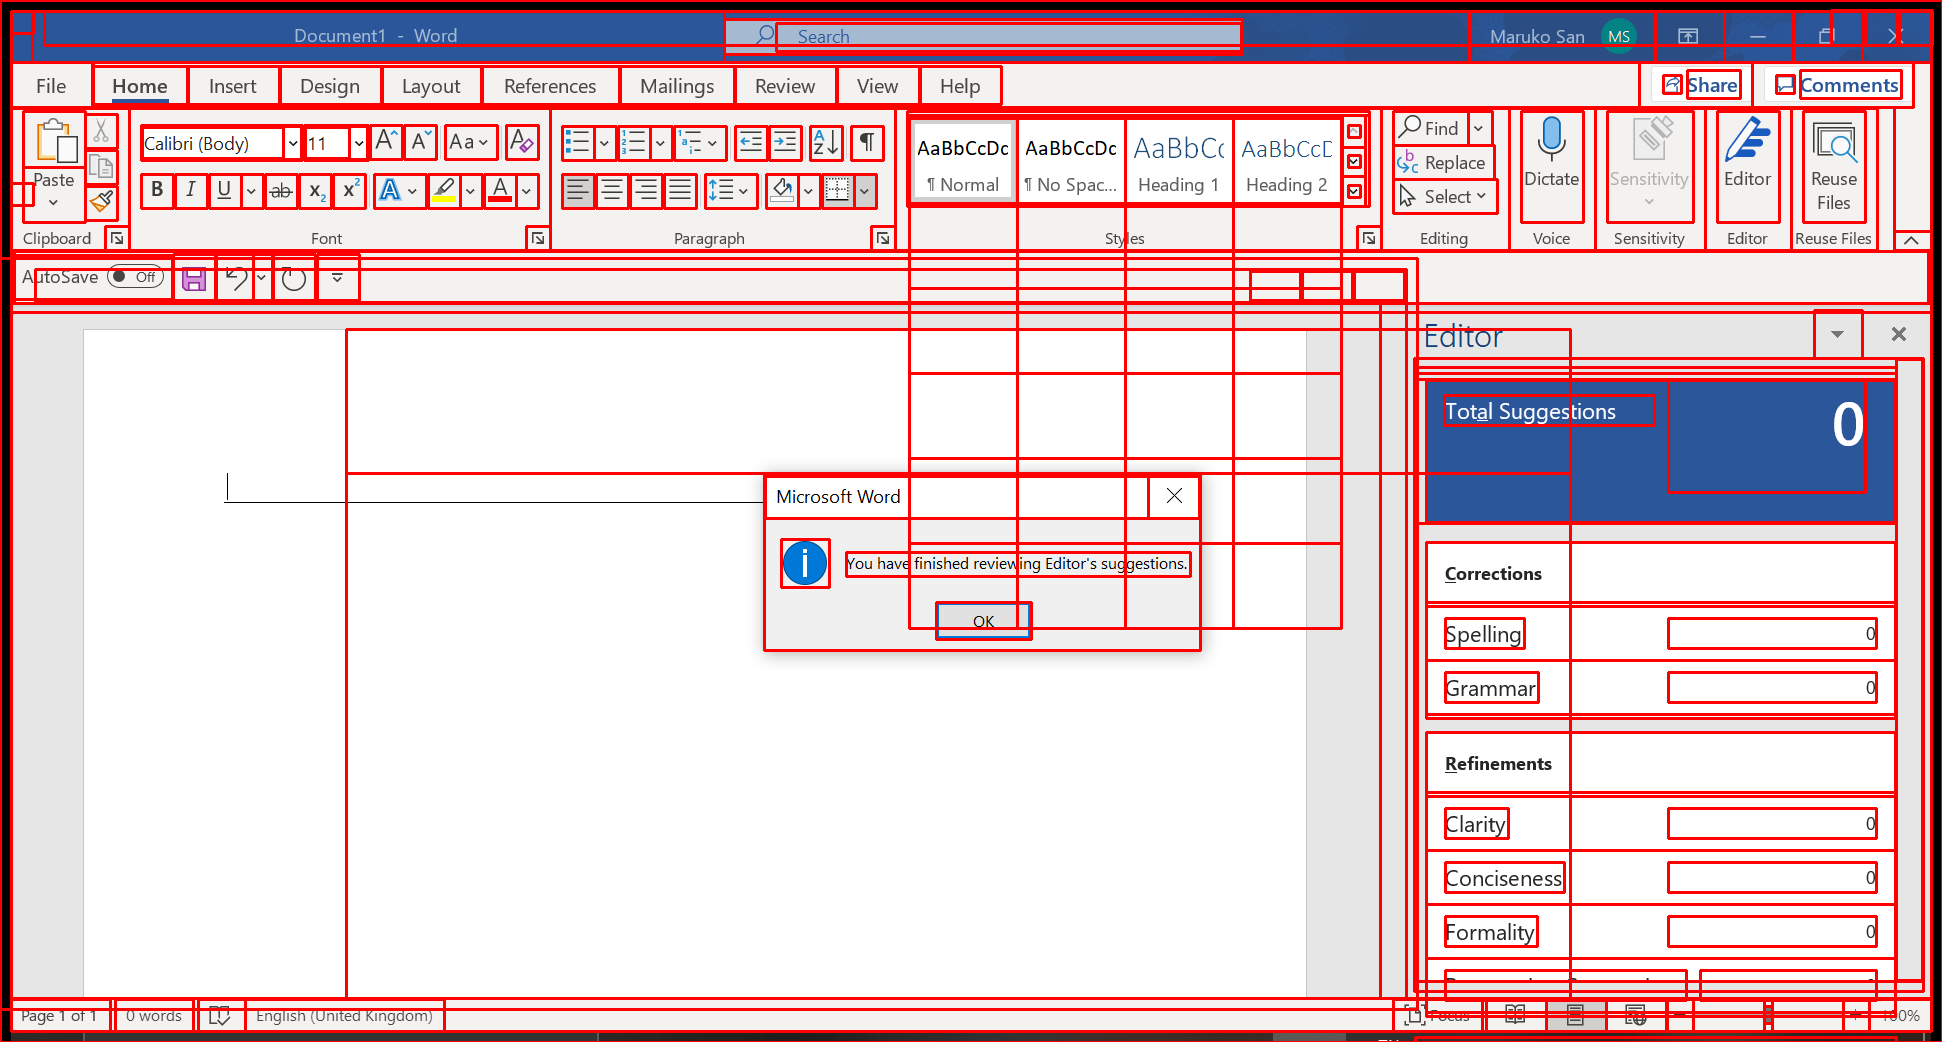 Document1 - Word
Search
Maruko San
MS
File
Home
Insert
Design
Layout
References
Mailings
Review
View
Help
Share
Comments
Paste
Clipboard
Calibri (Body)
11
Aa
B I U ab x₂ x²
Font
Paragraph
AaBbCcDc
¶ Normal
AaBbCcDc
¶ No Spac...
AaBbCc
Heading 1
AaBbCcD
Heading 2
Styles
Find
Replace
Select
Editing
Dictate
Voice
Sensitivity
Sensitivity
Editor
Editor
Reuse
Files
Reuse Files
AutoSave
Off
Editor
Total Suggestions
0
Microsoft Word
You have finished reviewing Editor's suggestions.
OK
Corrections
Spelling 0
Grammar 0
Refinements
Clarity 0
Conciseness 0
Formality 0
Page 1 of 1
0 words
English (United Kingdom)
Focus
100%